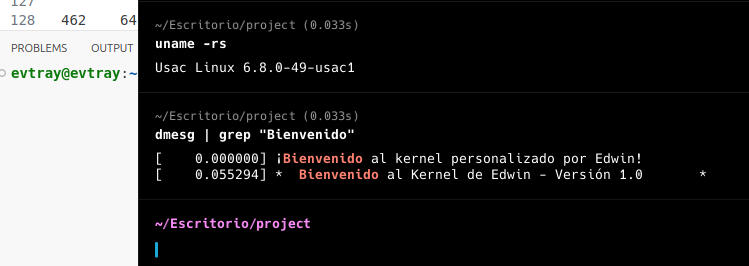 127
128 462 64
PROBLEMS OUTPUT
evtray@evtray:~
~/Escritorio/project (0.033s)
uname -rs
Usac Linux 6.8.0-49-usac1
~/Escritorio/project (0.033s)
dmesg | grep "Bienvenido"
[    0.000000] ¡Bienvenido al kernel personalizado por Edwin!
[    0.055294] *  Bienvenido al Kernel de Edwin - Versión 1.0       *
~/Escritorio/project